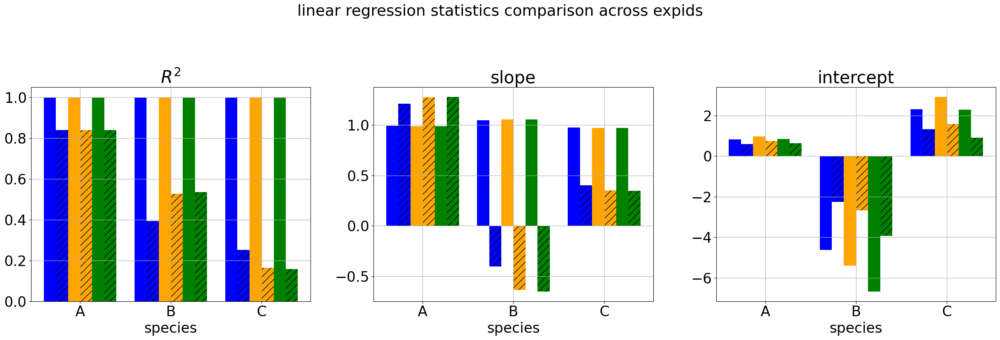 linear regression statistics comparison across expids
R²
1.0
0.8
0.6
0.4
0.2
0.0
A B C
species
slope
1.0
0.5
0.0
−0.5
A B C
species
intercept
2
0
−2
−4
−6
A B C
species